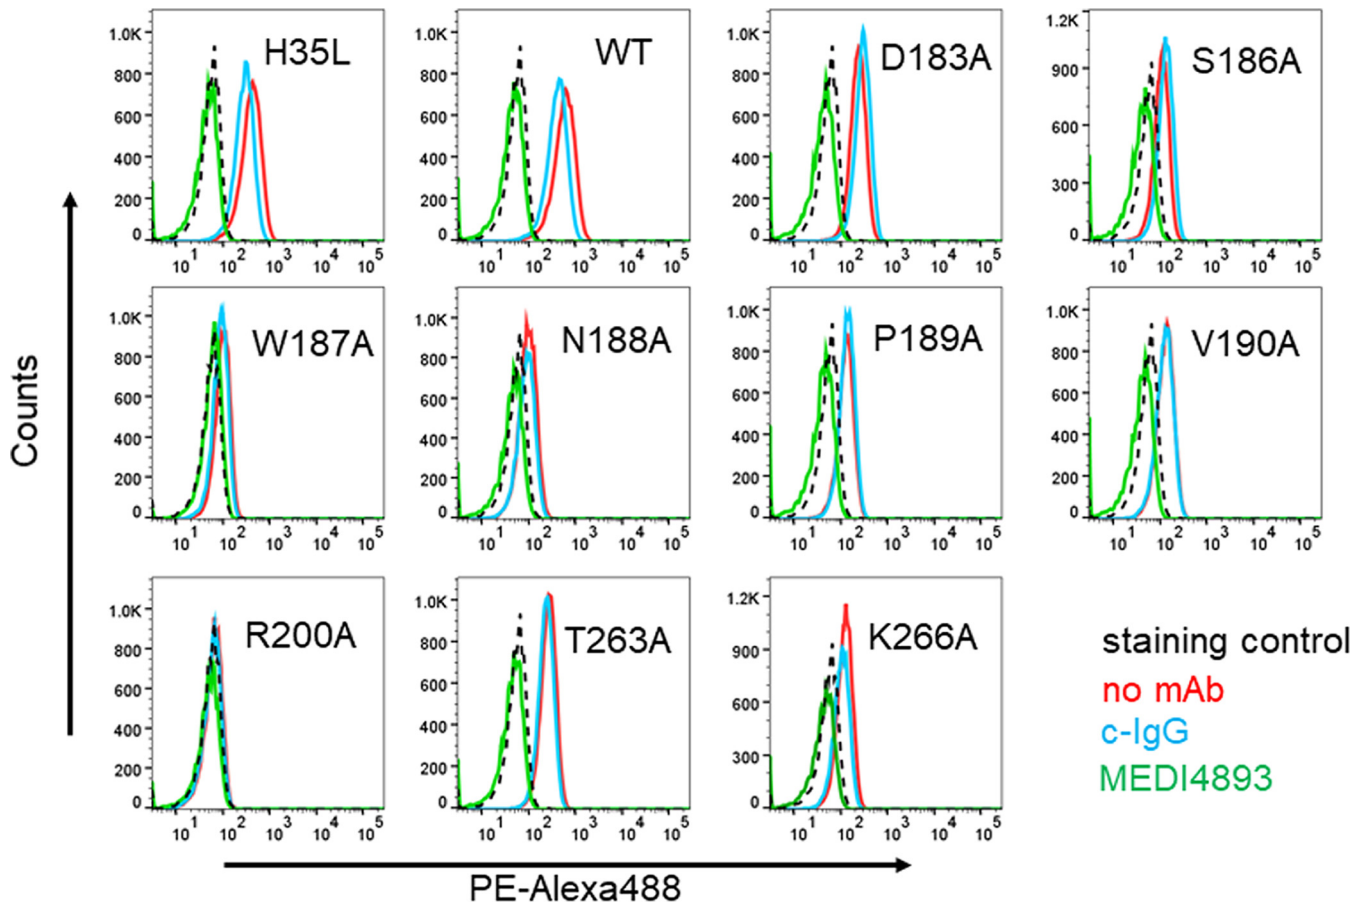 H35L
1.0K
800
600
400
200
0
10^1 10^2 10^3 10^4 10^5
WT
1.0K
800
600
400
200
0
10^1 10^2 10^3 10^4 10^5
D183A
1.0K
800
600
400
200
0
10^1 10^2 10^3 10^4 10^5
S186A
1.2K
900
600
300
0
10^1 10^2 10^3 10^4 10^5
W187A
1.0K
800
600
400
200
0
10^1 10^2 10^3 10^4 10^5
N188A
1.0K
800
600
400
200
0
10^1 10^2 10^3 10^4 10^5
P189A
1.0K
800
600
400
200
0
10^1 10^2 10^3 10^4 10^5
V190A
1.0K
800
600
400
200
0
10^1 10^2 10^3 10^4 10^5
R200A
1.0K
800
600
400
200
0
10^1 10^2 10^3 10^4 10^5
T263A
1.0K
800
600
400
200
0
10^1 10^2 10^3 10^4 10^5
K266A
1.2K
900
600
300
0
10^1 10^2 10^3 10^4 10^5
staining control
no mAb
c-IgG
MEDI4893
Counts
PE-Alexa488